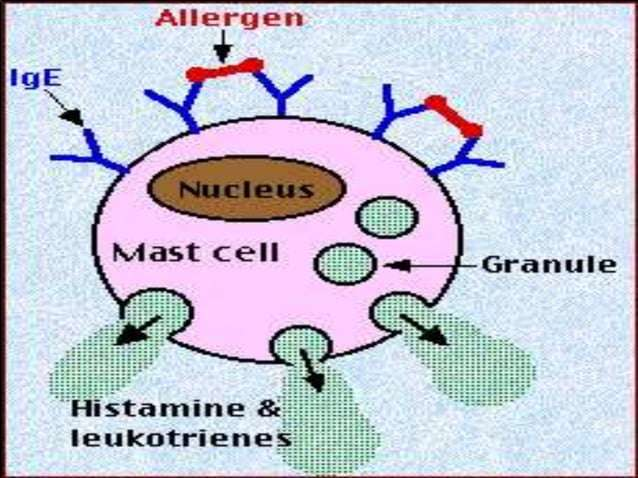 Allergen
IgE
Nucleus
Mast cell
Granule
Histamine &
leukotrienes